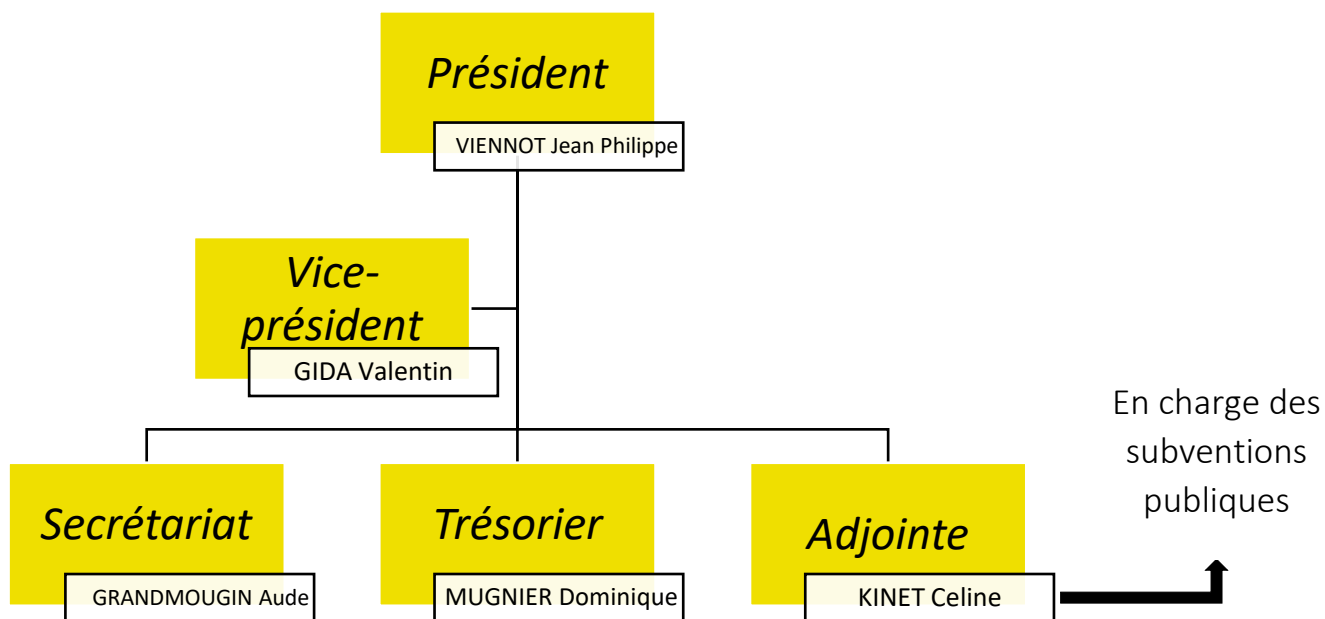 Président
VIENNOT Jean Philippe
Vice-
président
GIDA Valentin
En charge des
subventions
publiques
Secrétariat
GRANDMOUGIN Aude
Trésorier
MUGNIER Dominique
Adjointe
KINET Celine